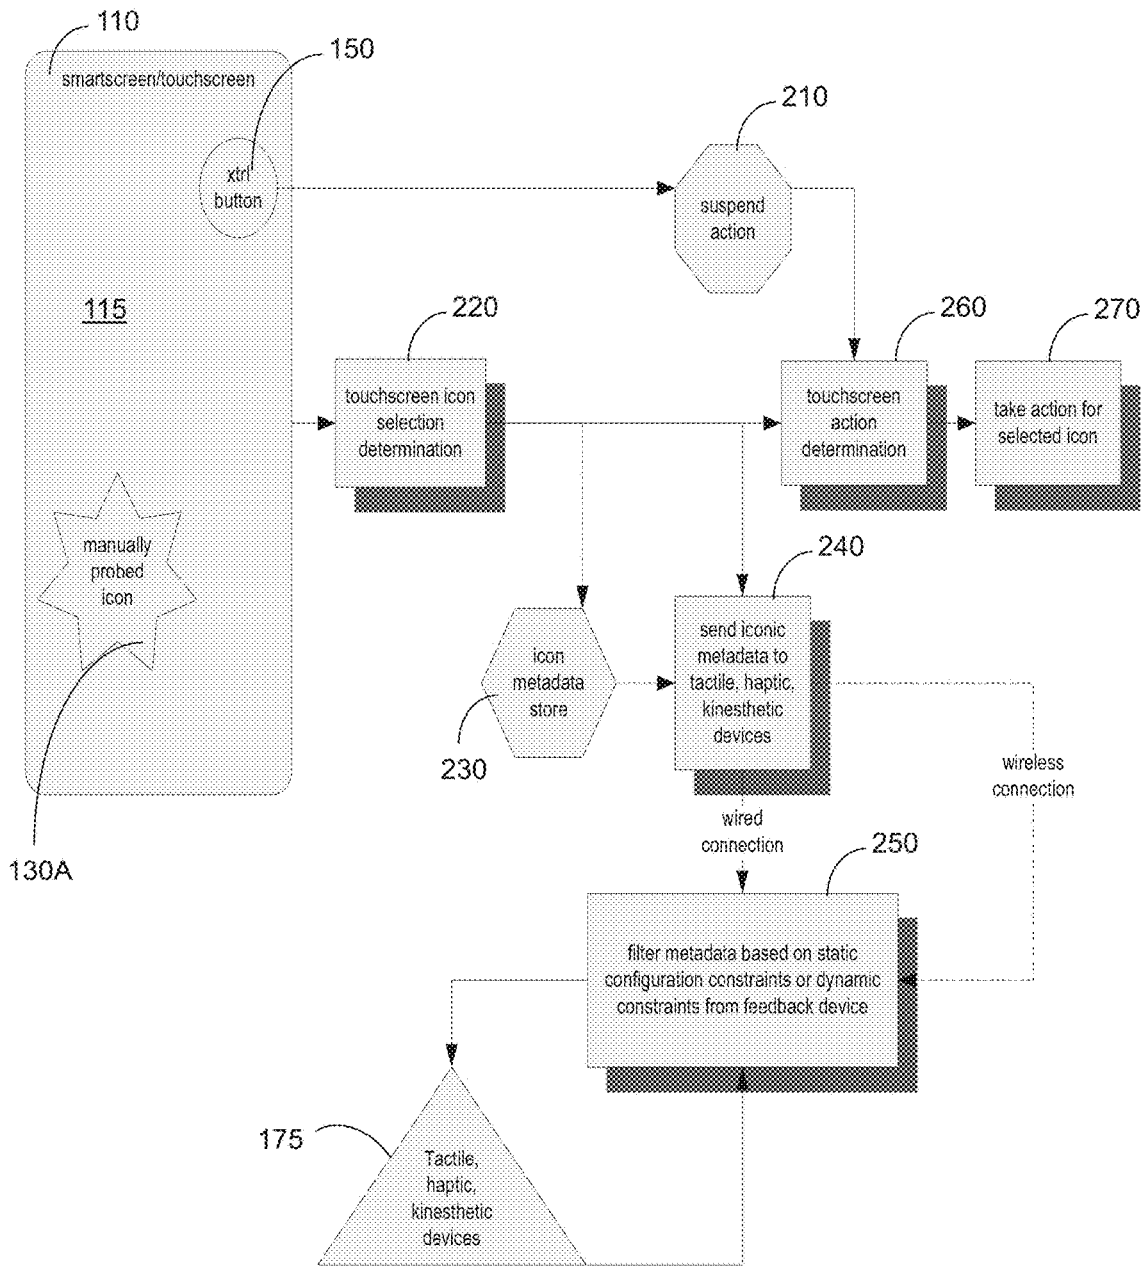 110
150
smartscreen/touchscreen
xtrl
button
210
suspend
action
115
220
260
270
touchscreen icon
selection
determination
touchscreen
action
determination
take action for
selected icon
manually
probed
icon
240
icon
metadata
store
send iconic
metadata to
tactile, haptic,
kinesthetic
devices
230
wireless
connection
wired
connection
130A
250
filter metadata based on static
configuration constraints or dynamic
constraints from feedback device
175
Tactile,
haptic,
kinesthetic
devices